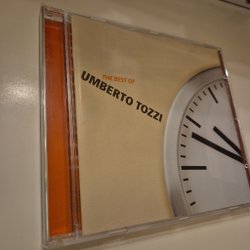 THE BEST OF
UMBERTO TOZZI